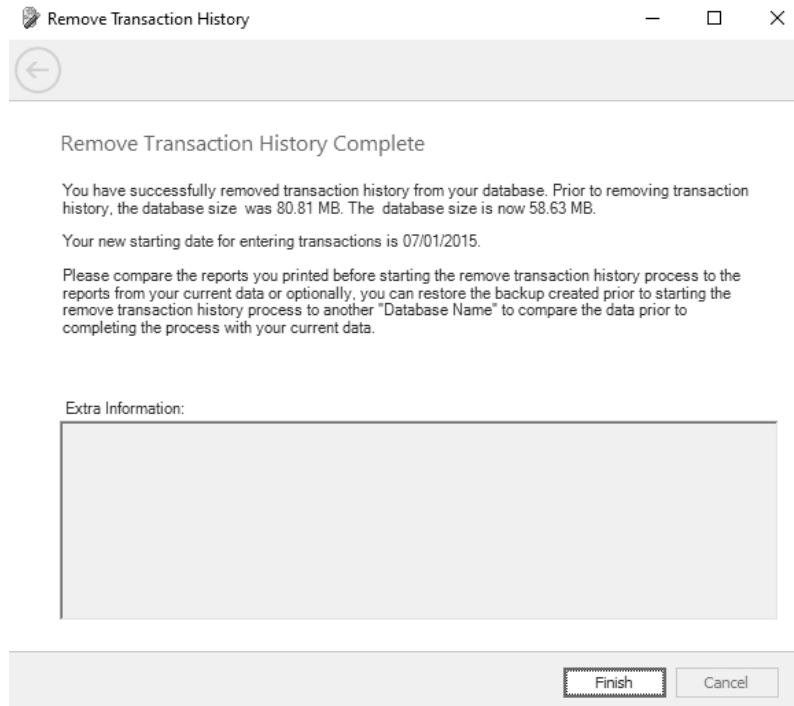 Remove Transaction History
Remove Transaction History Complete
You have successfully removed transaction history from your database. Prior to removing transaction
history, the database size  was 80.81 MB. The  database size is now 58.63 MB.
Your new starting date for entering transactions is 07/01/2015.
Please compare the reports you printed before starting the remove transaction history process to the
reports from your current data or optionally, you can restore the backup created prior to starting the
remove transaction history process to another "Database Name" to compare the data prior to
completing the process with your current data.
Extra Information:
Finish
Cancel